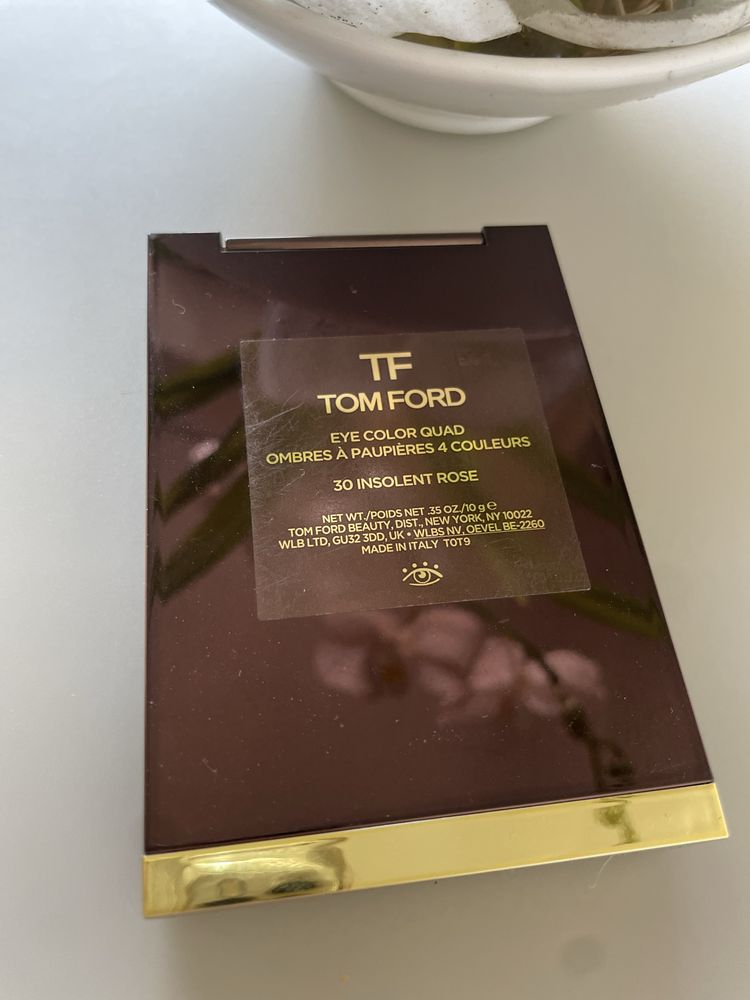 TF
TOM FORD
EYE COLOR QUAD
OMBRES À PAUPIÈRES 4 COULEURS
30 INSOLENT ROSE
NET WT./POIDS NET .35 OZ./10 g ℮
TOM FORD BEAUTY, DIST., NEW YORK, NY 10022
WLB LTD, GU32 3DD, UK • WLBS NV, OEVEL BE-2260
MADE IN ITALY T0T9